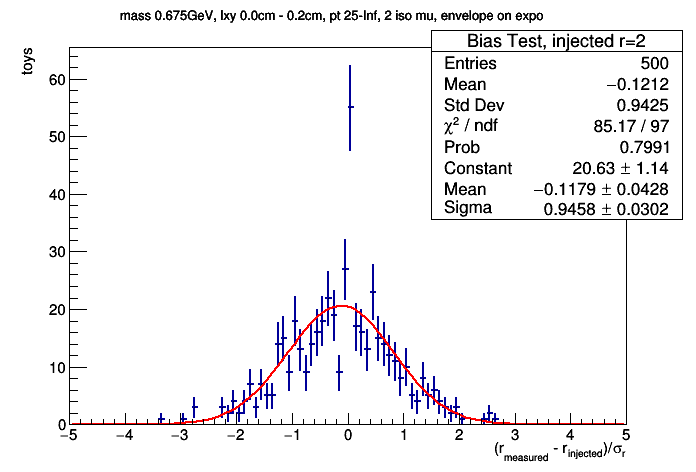 mass 0.675GeV, lxy 0.0cm - 0.2cm, pt 25-Inf, 2 iso mu, envelope on expo
Bias Test, injected r=2
Entries 500
Mean −0.1212
Std Dev 0.9425
χ² / ndf 85.17 / 97
Prob 0.7991
Constant 20.63 ± 1.14
Mean −0.1179 ± 0.0428
Sigma 0.9458 ± 0.0302
toys
60
50
40
30
20
10
0
−5 −4 −3 −2 −1 0 1 2 3 4 5
(r_measured - r_injected)/σ_r